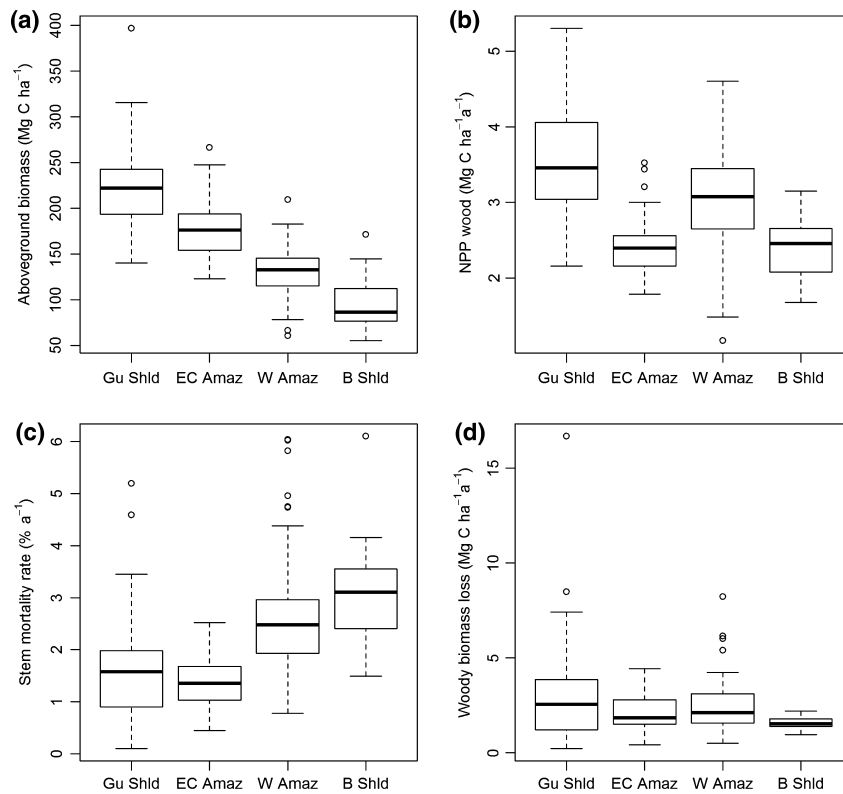 (a)
Aboveground biomass (Mg C ha⁻¹)
400
350
300
250
200
150
100
50
Gu Shld EC Amaz W Amaz B Shld
(b)
NPP wood (Mg C ha⁻¹a⁻¹)
5
4
3
2
Gu Shld EC Amaz W Amaz B Shld
(c)
Stem mortality rate (% a⁻¹)
6
5
4
3
2
1
0
Gu Shld EC Amaz W Amaz B Shld
(d)
Woody biomass loss (Mg C ha⁻¹a⁻¹)
15
10
5
0
Gu Shld EC Amaz W Amaz B Shld